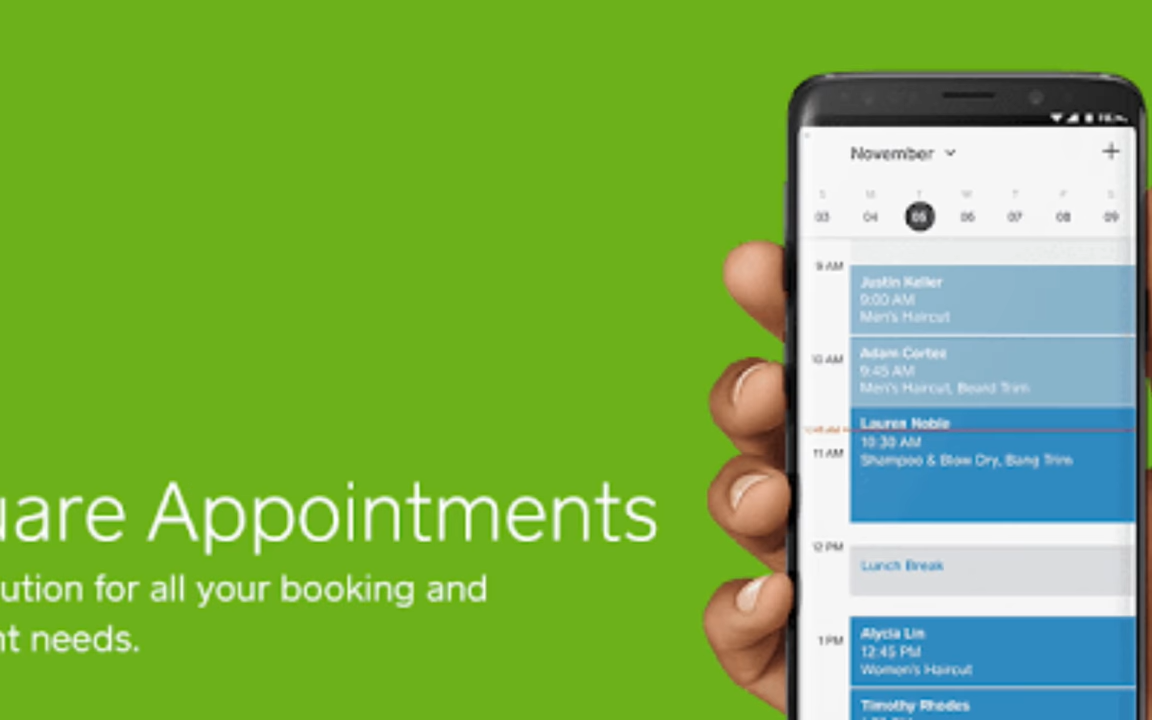 uare Appointments
ution for all your booking and
nt needs.
November
S M T W T F S
03 04 05 06 07 08 09
9 AM
Justin Keller
9:00 AM
Men's Haircut
10 AM
Adam Cortez
9:45 AM
Men's Haircut, Beard Trim
Lauren Noble
10:30 AM
11 AM
Shampoo & Blow Dry, Bang Trim
12 PM
Lunch Break
1 PM
Alycia Lin
12:45 PM
Women's Haircut
Timothy Rhodes